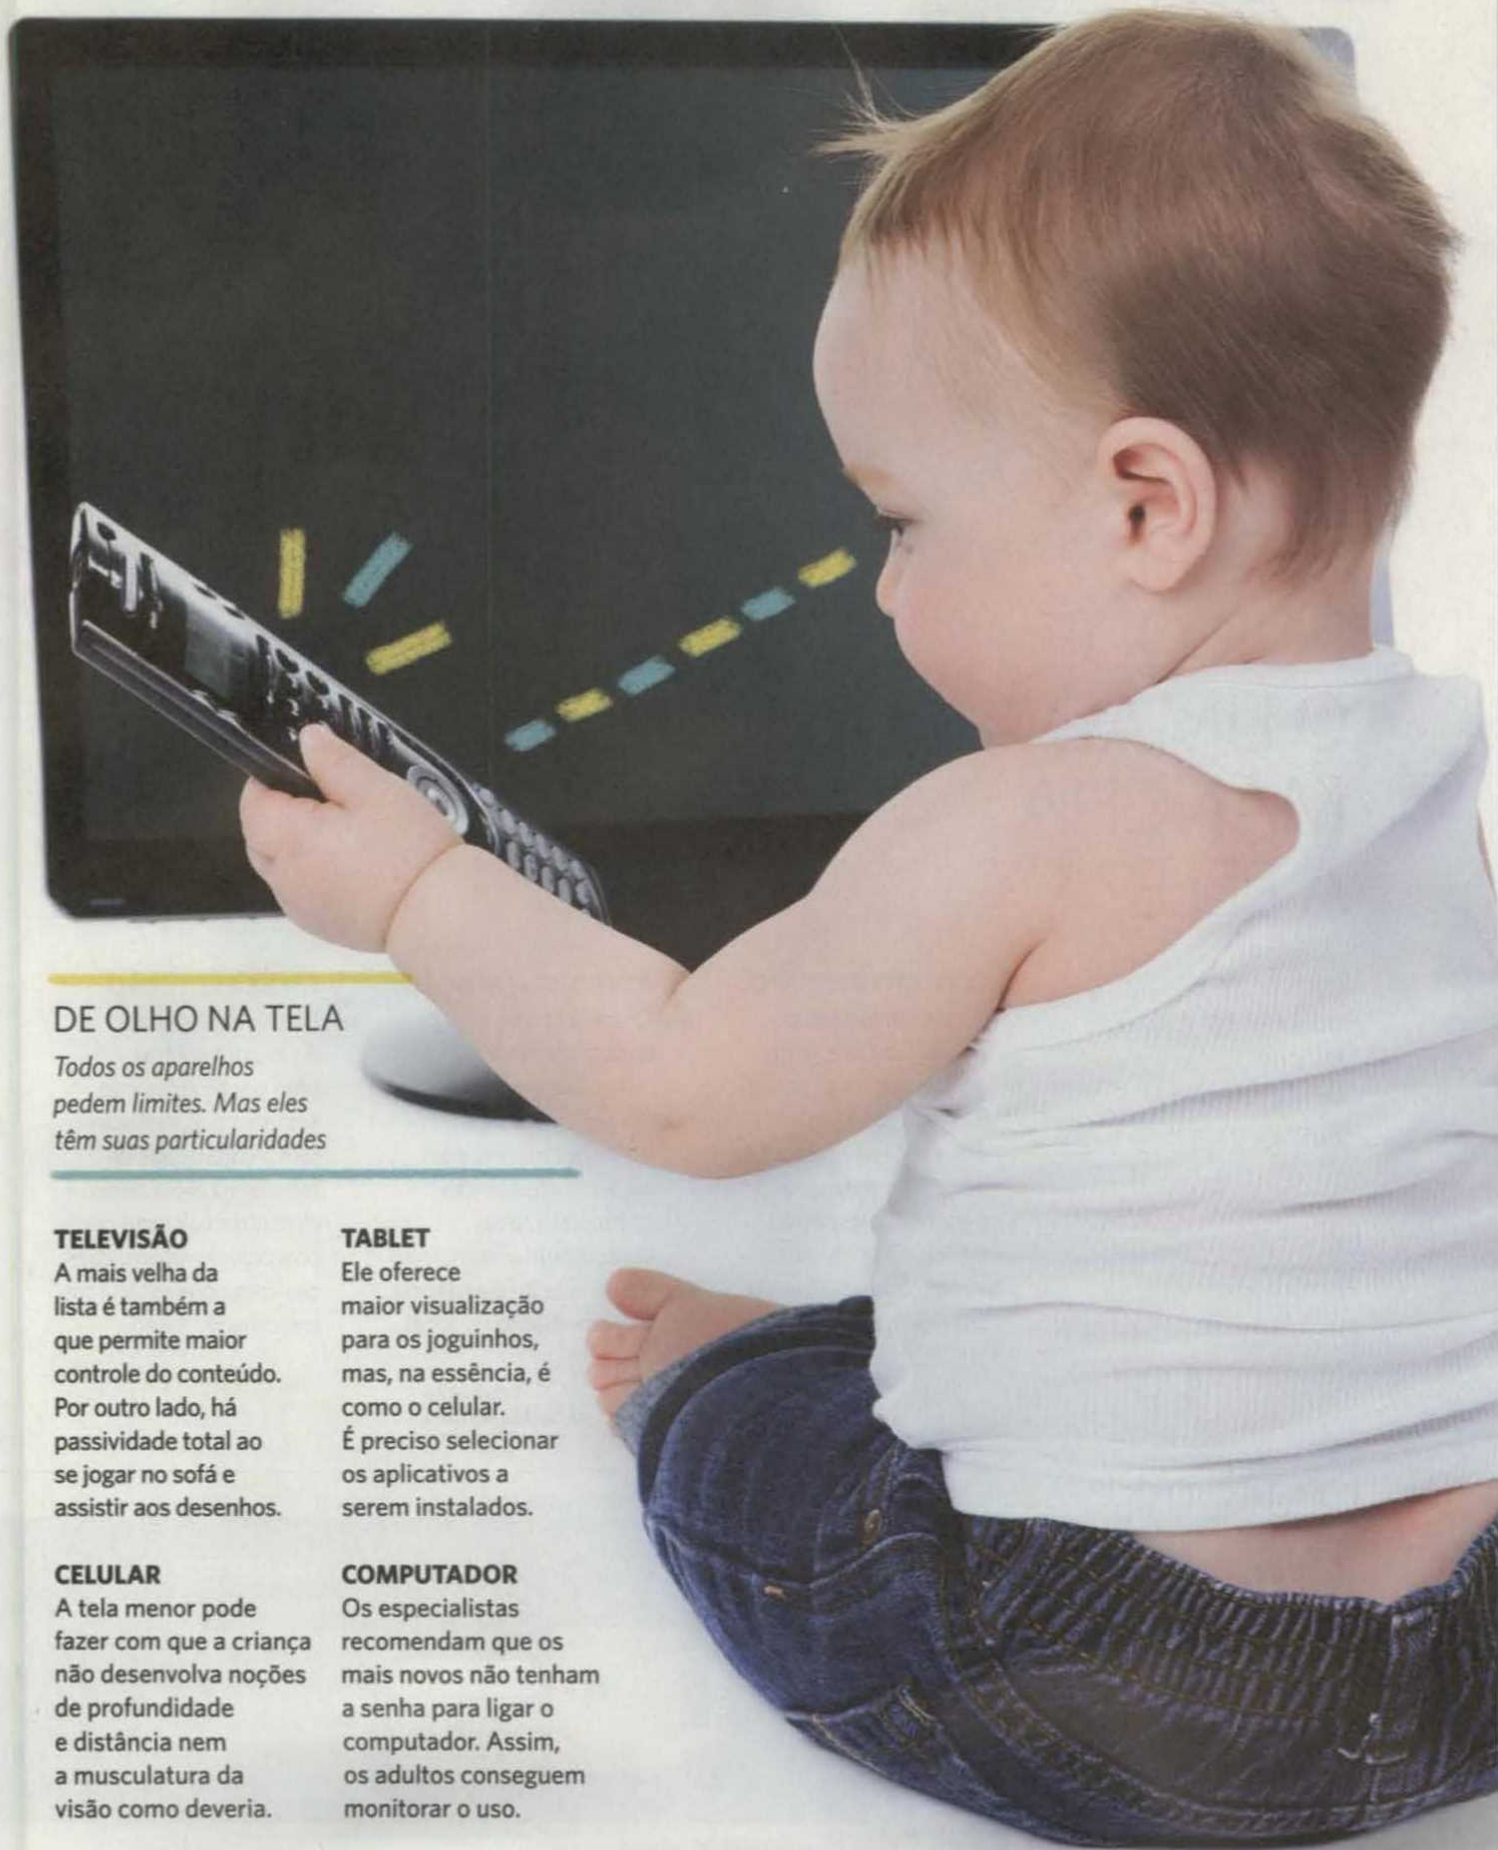 DE OLHO NA TELA
Todos os aparelhos
pedem limites. Mas eles
têm suas particularidades
TELEVISÃO
A mais velha da
lista é também a
que permite maior
controle do conteúdo.
Por outro lado, há
passividade total ao
se jogar no sofá e
assistir aos desenhos.
CELULAR
A tela menor pode
fazer com que a criança
não desenvolva noções
de profundidade
e distância nem
a musculatura da
visão como deveria.
TABLET
Ele oferece
maior visualização
para os joguinhos,
mas, na essência, é
como o celular.
É preciso selecionar
os aplicativos a
serem instalados.
COMPUTADOR
Os especialistas
recomendam que os
mais novos não tenham
a senha para ligar o
computador. Assim,
os adultos conseguem
monitorar o uso.